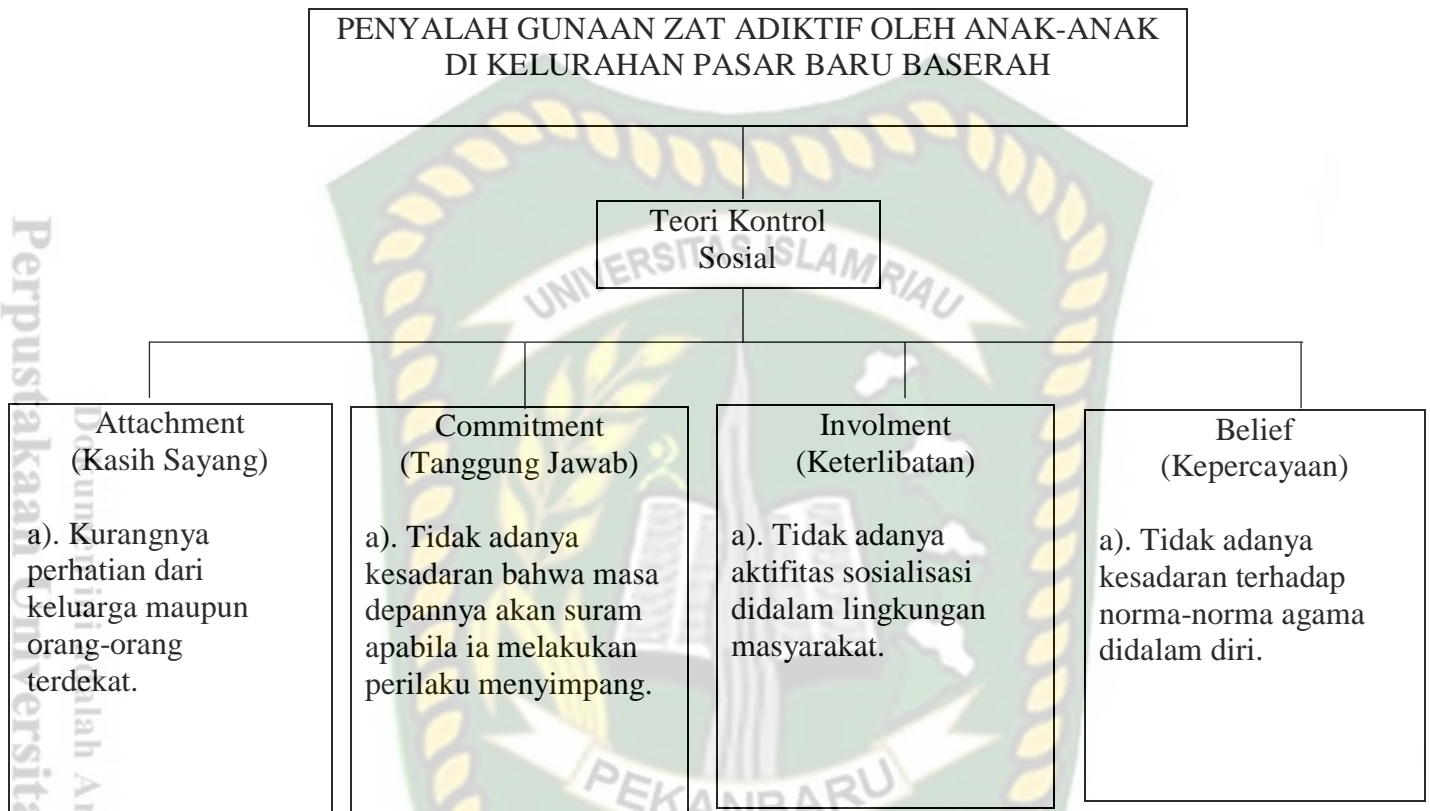 PENYALAH GUNAAN ZAT ADIKTIF OLEH ANAK-ANAK
DI KELURAHAN PASAR BARU BASERAH
Teori Kontrol
Sosial
UNIVERSITAS ISLAM RIAU
Attachment
(Kasih Sayang)
a). Kurangnya
perhatian dari
keluarga maupun
orang-orang
terdekat.
Commitment
(Tanggung Jawab)
a). Tidak adanya
kesadaran bahwa masa
depannya akan suram
apabila ia melakukan
perilaku menyimpang.
Involment
(Keterlibatan)
a). Tidak adanya
aktifitas sosialisasi
didalam lingkungan
masyarakat.
Belief
(Kepercayaan)
a). Tidak adanya
kesadaran terhadap
norma-norma agama
didalam diri.
PEKANBARU
Perpustakaan